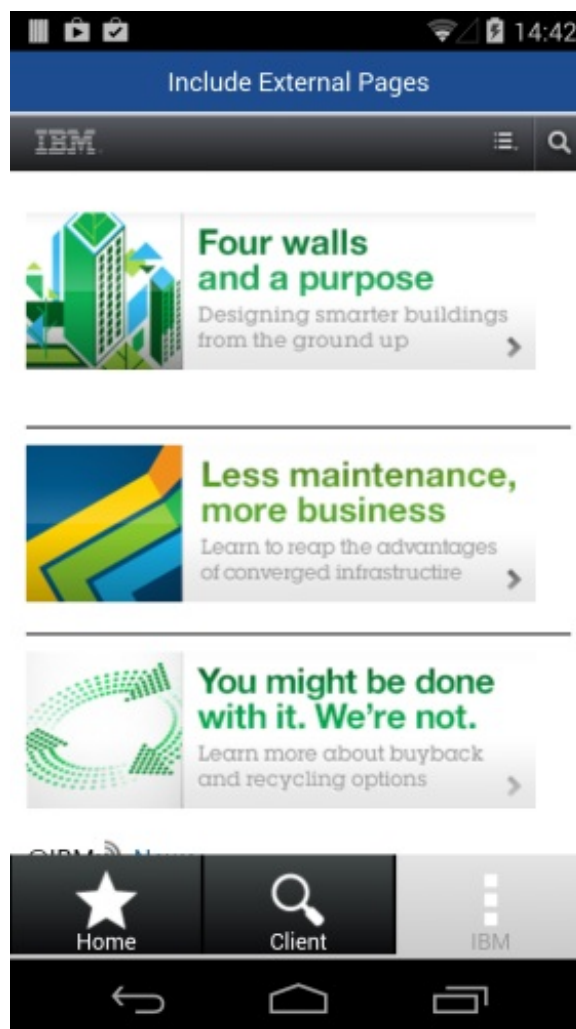 14:42
Include External Pages
IBM
Four walls
and a purpose
Designing smarter buildings
from the ground up
Less maintenance,
more business
Learn to reap the advantages
of converged infrastructire
You might be done
with it. We're not.
Learn more about buyback
and recycling options
Home
Client
IBM